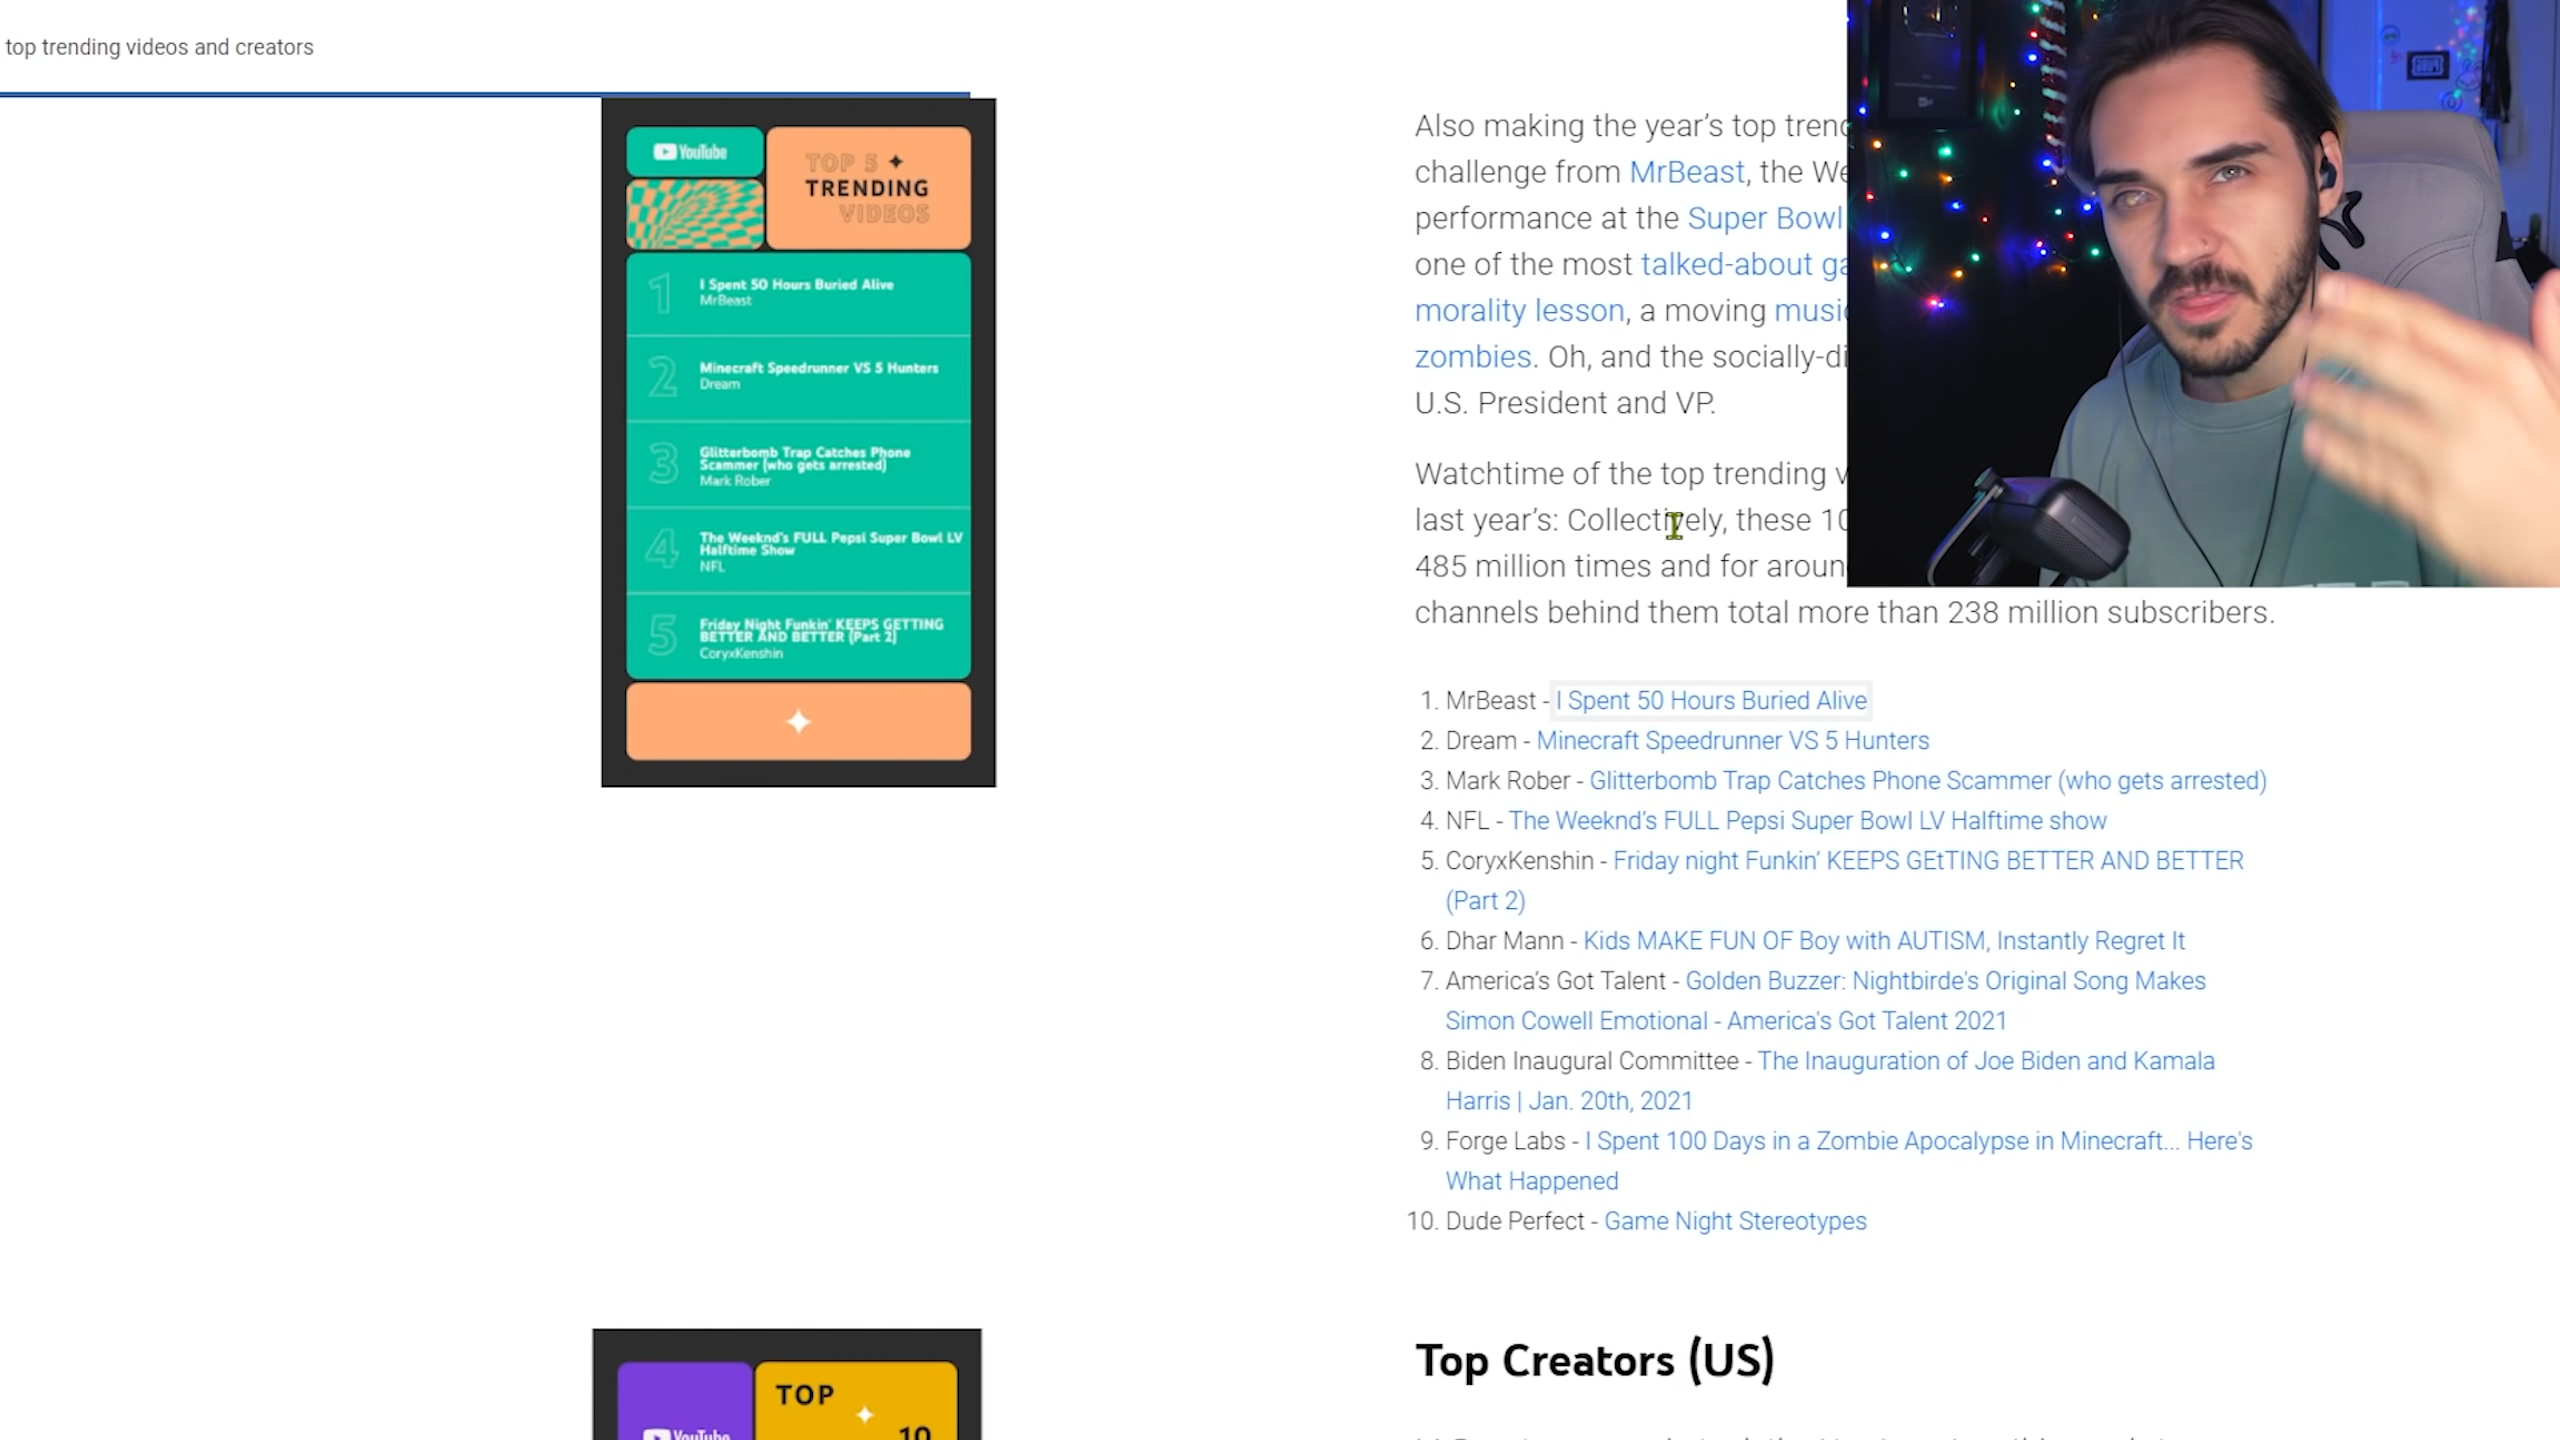 top trending videos and creators
YouTube
TOP 5
TRENDING
VIDEOS
1
I Spent 50 Hours Buried Alive
MrBeast
2
Minecraft Speedrunner VS 5 Hunters
Dream
3
Glitterbomb Trap Catches Phone
Scammer (who gets arrested)
Mark Rober
4
The Weeknd's FULL Pepsi Super Bowl LV
Halftime Show
NFL
5
Friday Night Funkin' KEEPS GETTING
BETTER AND BETTER (Part 2)
CoryxKenshin
TOP
10
YouTube
Also making the year’s top
challenge from MrBeast, the
performance at the Super Bowl
one of the most talked-about
morality lesson, a moving
zombies. Oh, and the
U.S. President and VP.
Watchtime of the top trending
last year’s: Collectively, these
485 million times and for
channels behind them total more than 238 million subscribers.
1. MrBeast - I Spent 50 Hours Buried Alive
2. Dream - Minecraft Speedrunner VS 5 Hunters
3. Mark Rober - Glitterbomb Trap Catches Phone Scammer (who gets arrested)
4. NFL - The Weeknd’s FULL Pepsi Super Bowl LV Halftime show
5. CoryxKenshin - Friday night Funkin’ KEEPS GEtTING BETTER AND BETTER
(Part 2)
6. Dhar Mann - Kids MAKE FUN OF Boy with AUTISM, Instantly Regret It
7. America’s Got Talent - Golden Buzzer: Nightbirde's Original Song Makes
Simon Cowell Emotional - America's Got Talent 2021
8. Biden Inaugural Committee - The Inauguration of Joe Biden and Kamala
Harris | Jan. 20th, 2021
9. Forge Labs - I Spent 100 Days in a Zombie Apocalypse in Minecraft... Here's
What Happened
10. Dude Perfect - Game Night Stereotypes
Top Creators (US)